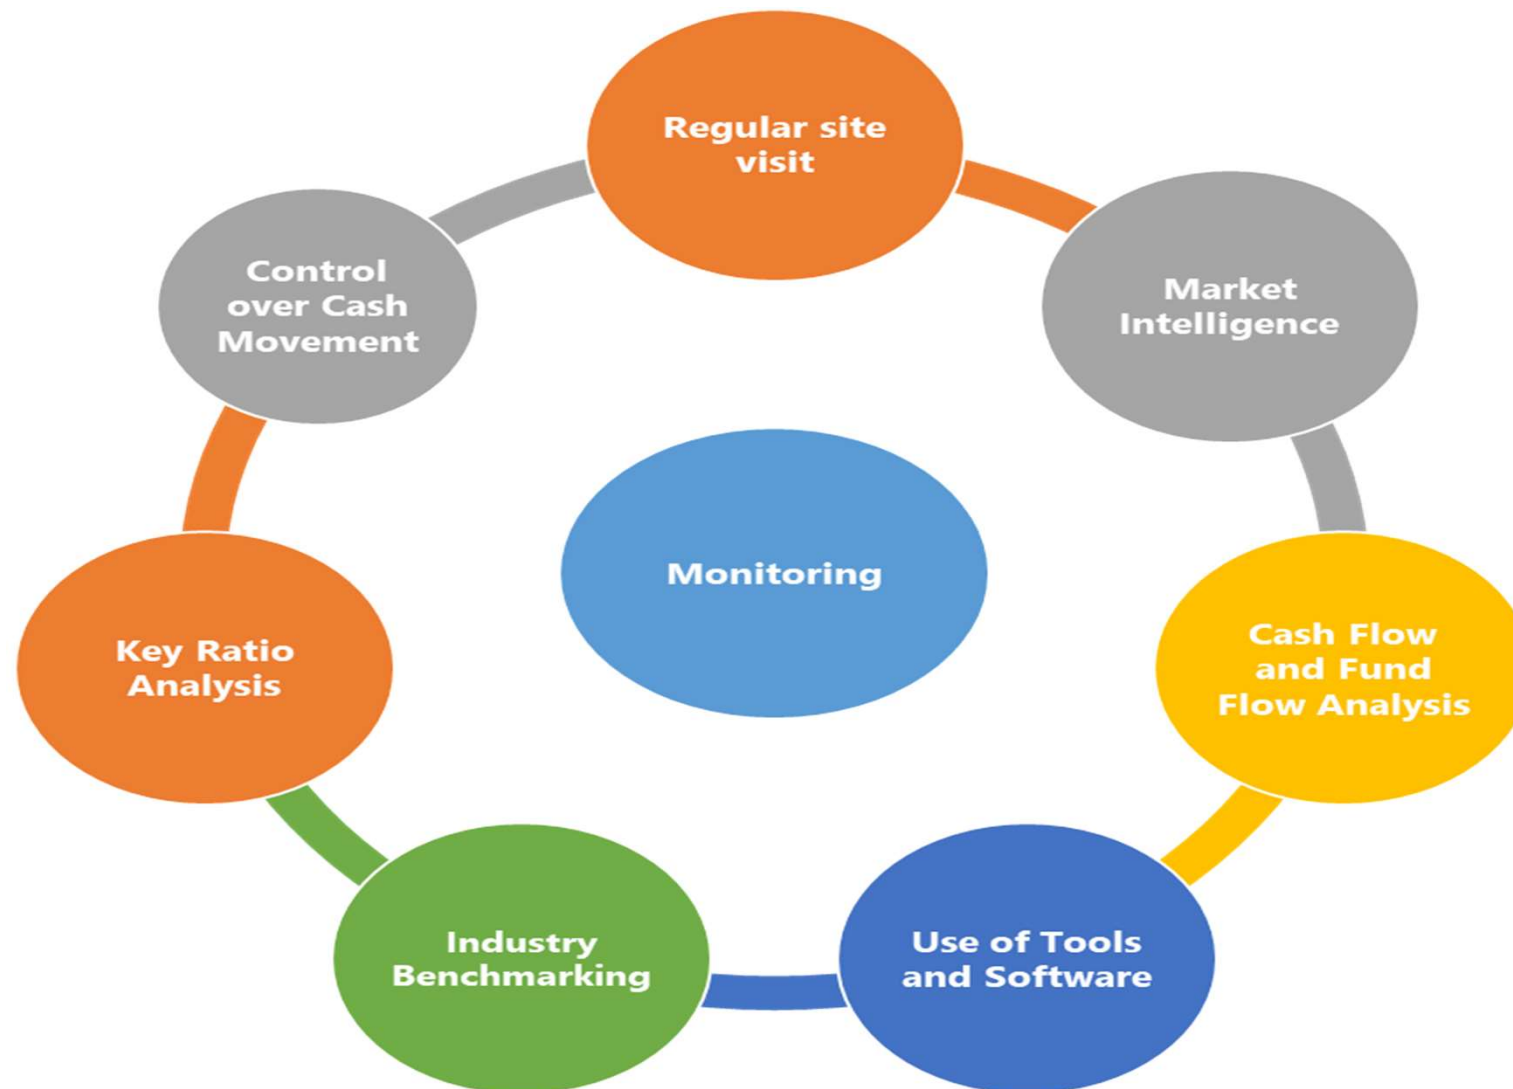 Regular site
visit
Market
Intelligence
Cash Flow
and Fund
Flow Analysis
Use of Tools
and Software
Industry
Benchmarking
Key Ratio
Analysis
Control
over Cash
Movement
Monitoring